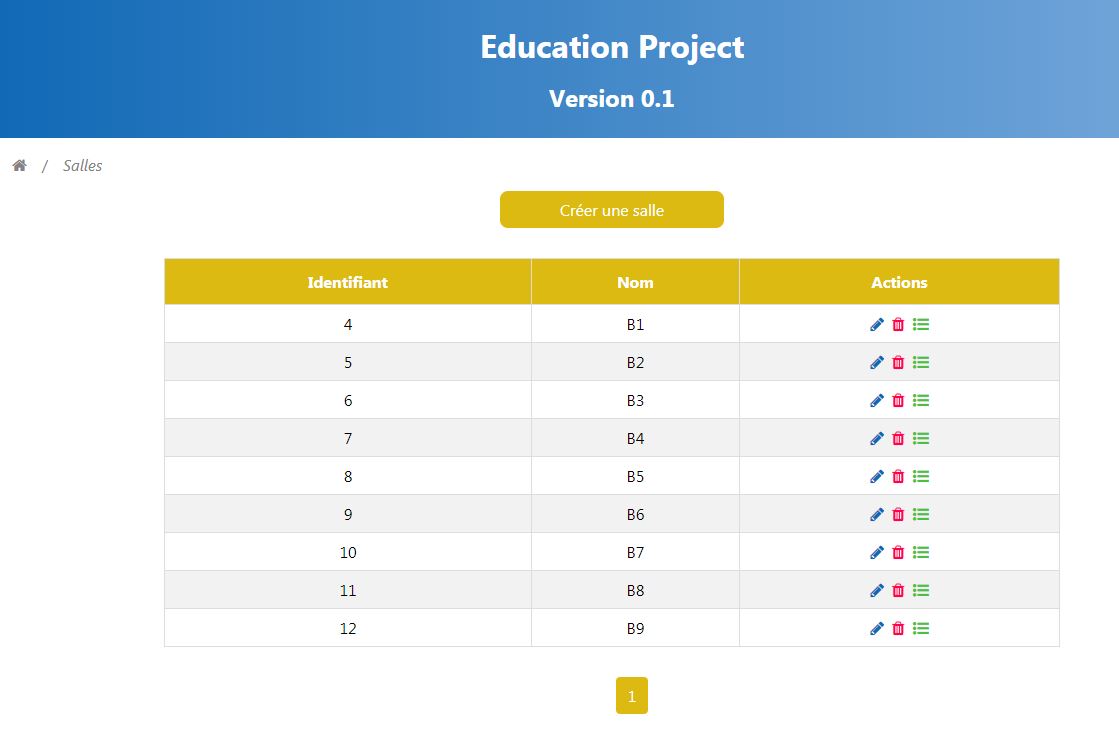 Education Project
Version 0.1
/ Salles
Créer une salle
Identifiant Nom Actions
4 B1
5 B2
6 B3
7 B4
8 B5
9 B6
10 B7
11 B8
12 B9
1